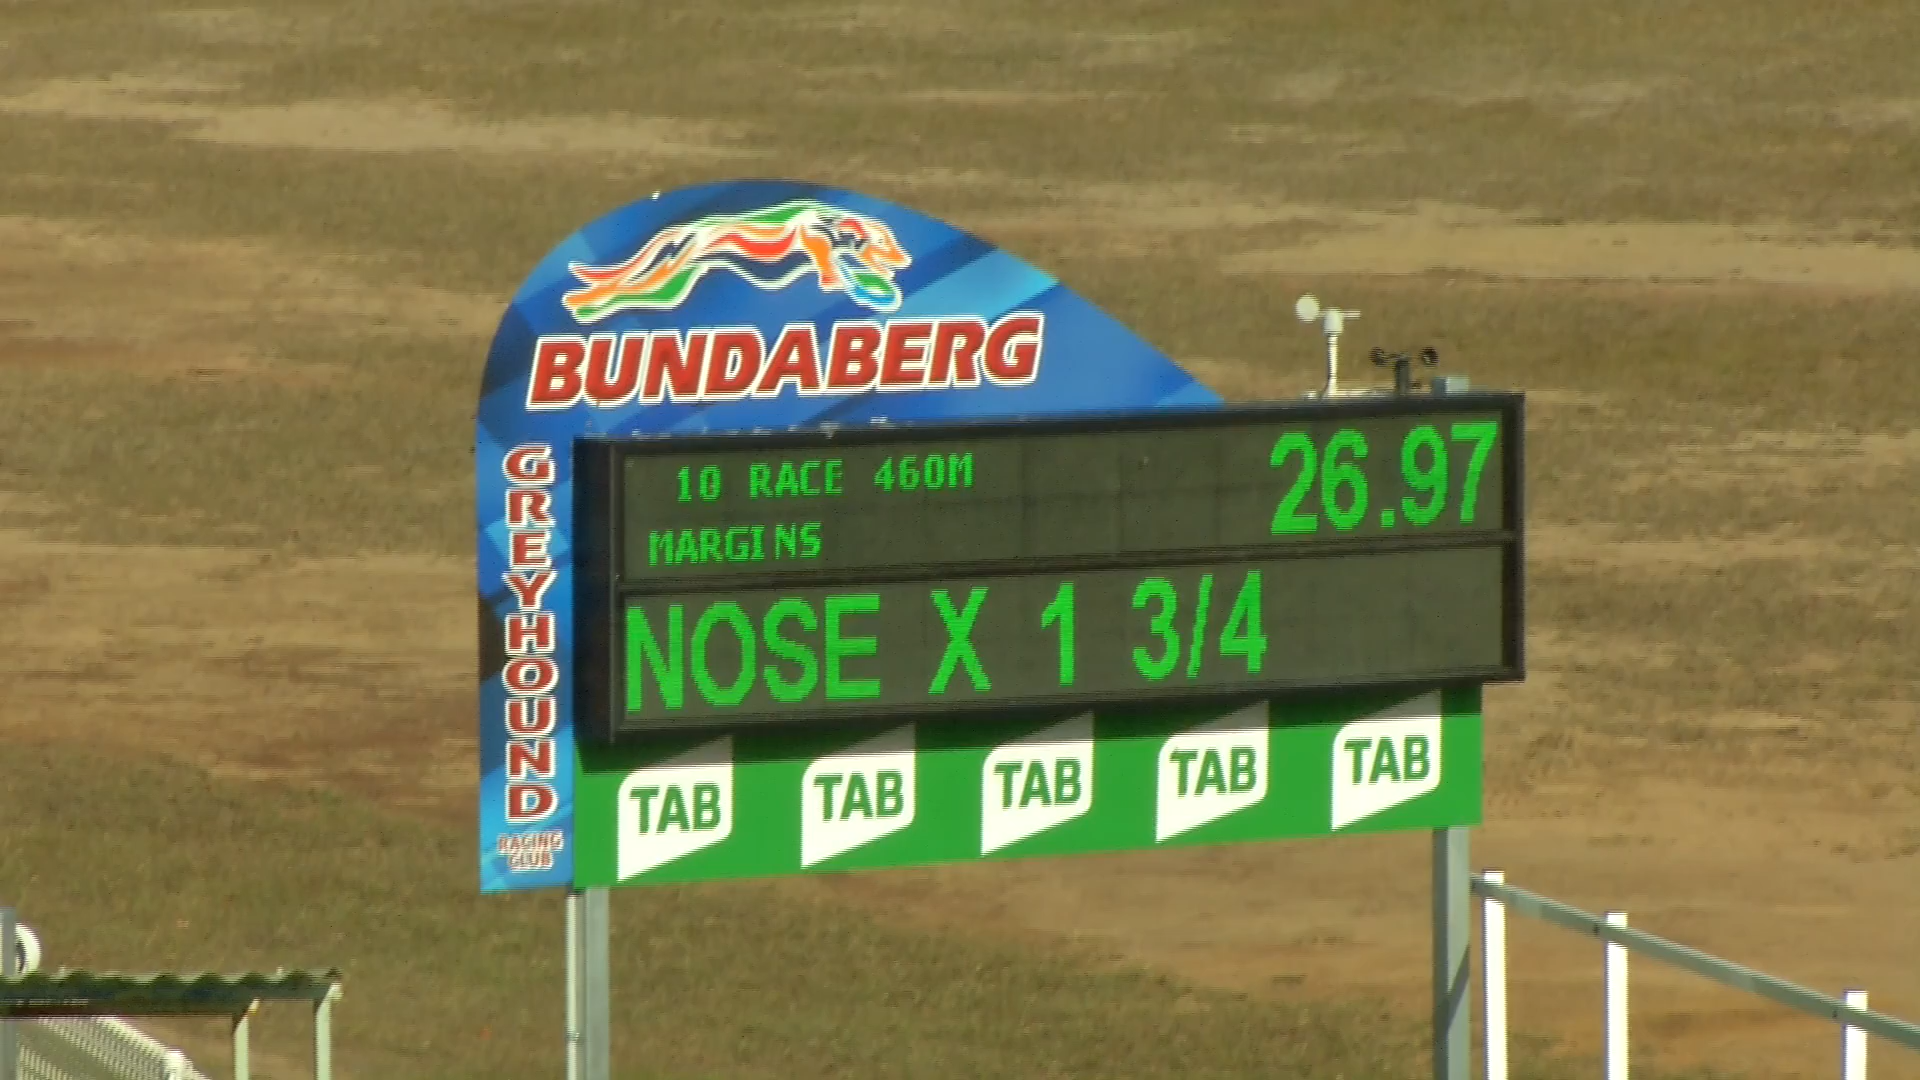 BUNDABERG
GREYHOUND
RACING
CLUB
10 RACE 460M
26.97
MARGINS
NOSE X 1 3/4
TAB TAB TAB TAB TAB